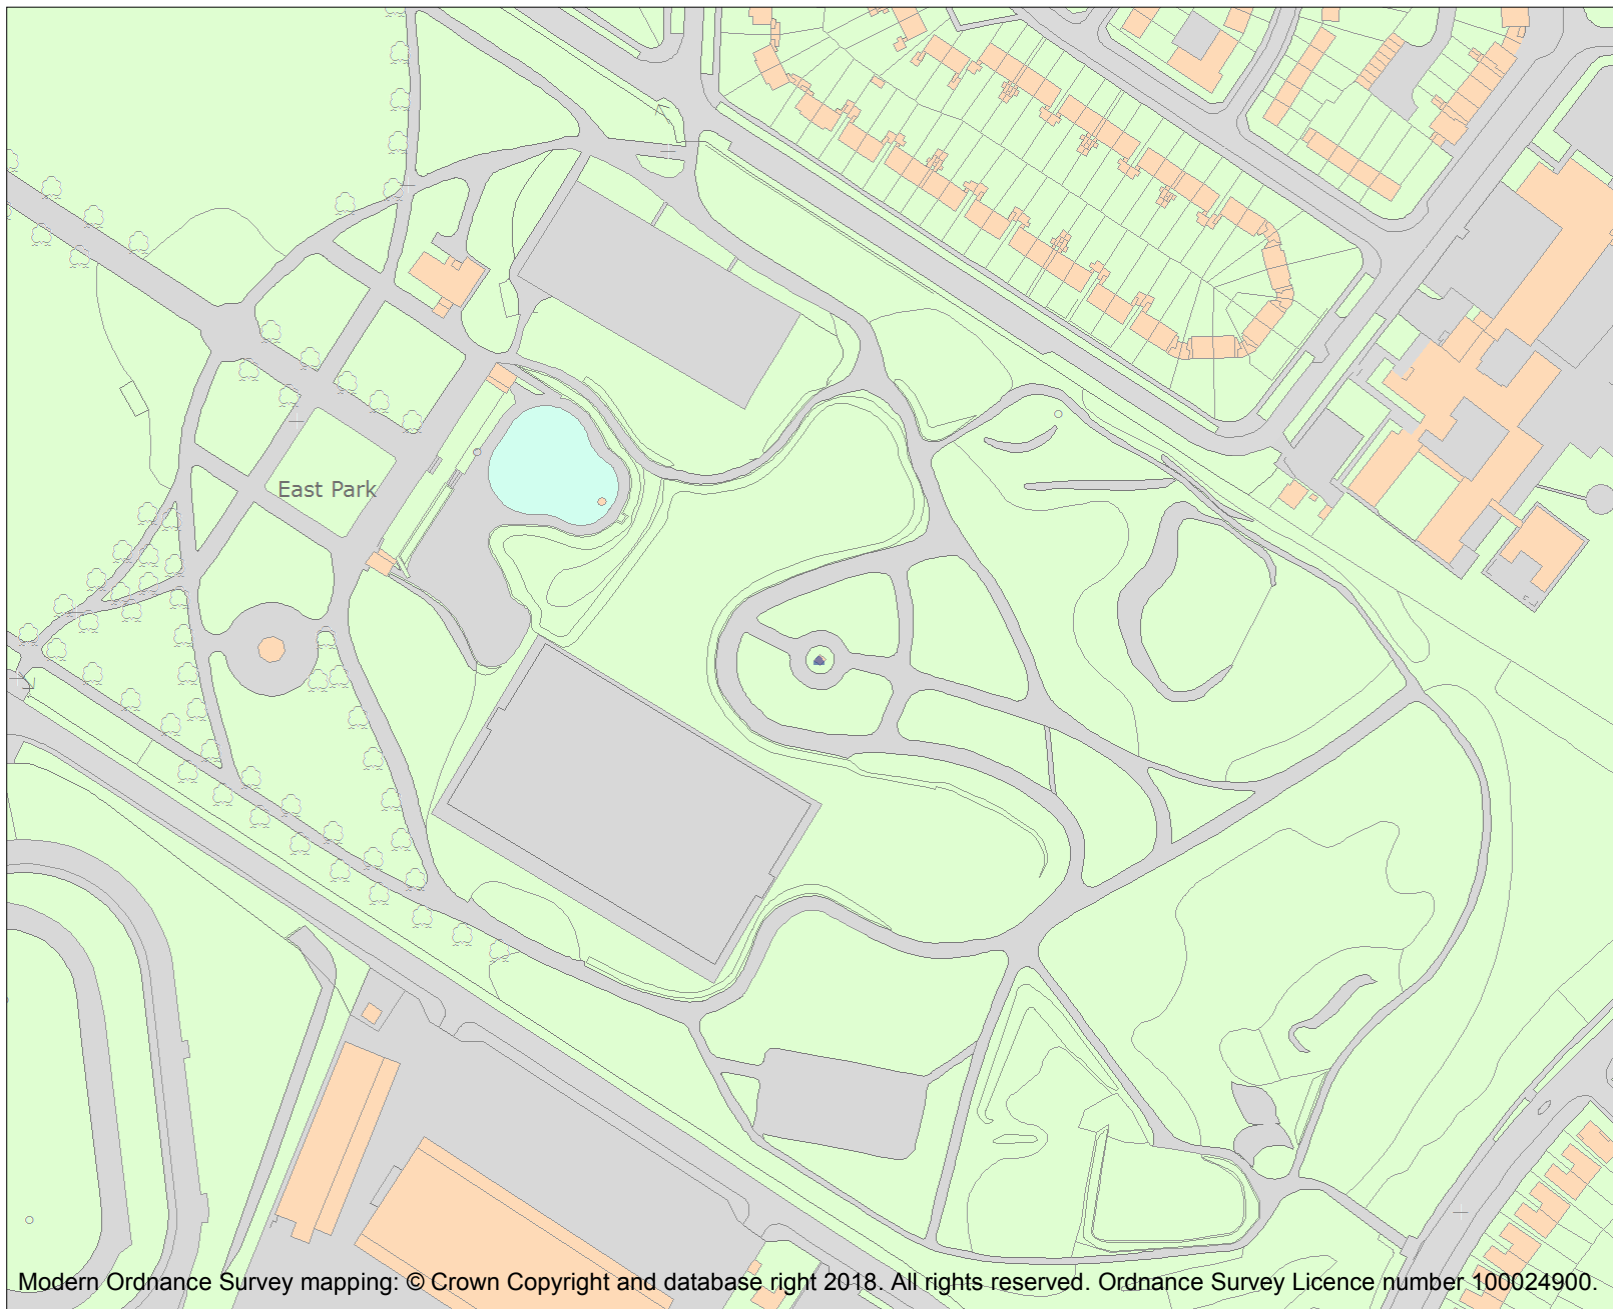 East Park
Modern Ordnance Survey mapping: © Crown Copyright and database right 2018. All rights reserved. Ordnance Survey Licence number 100024900.